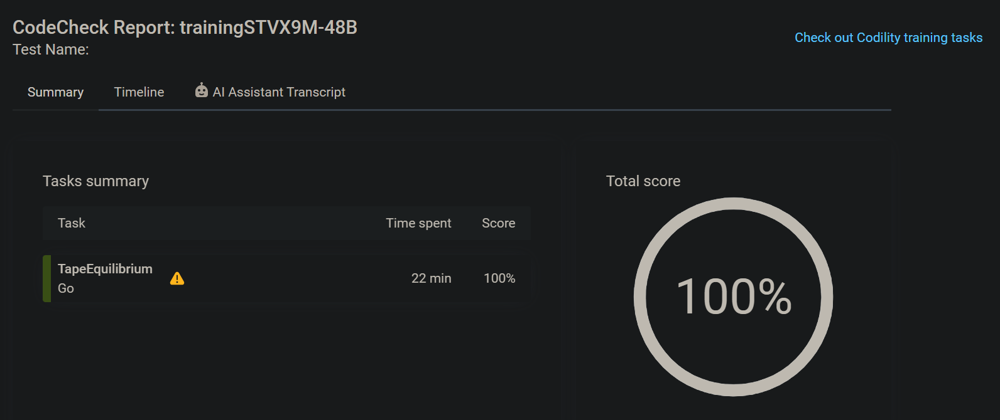 CodeCheck Report: trainingSTVX9M-48B
Test Name:
Check out Codility training tasks
Summary
Timeline
AI Assistant Transcript
Tasks summary
Task Time spent Score
TapeEquilibrium
Go
22 min 100%
Total score
100%